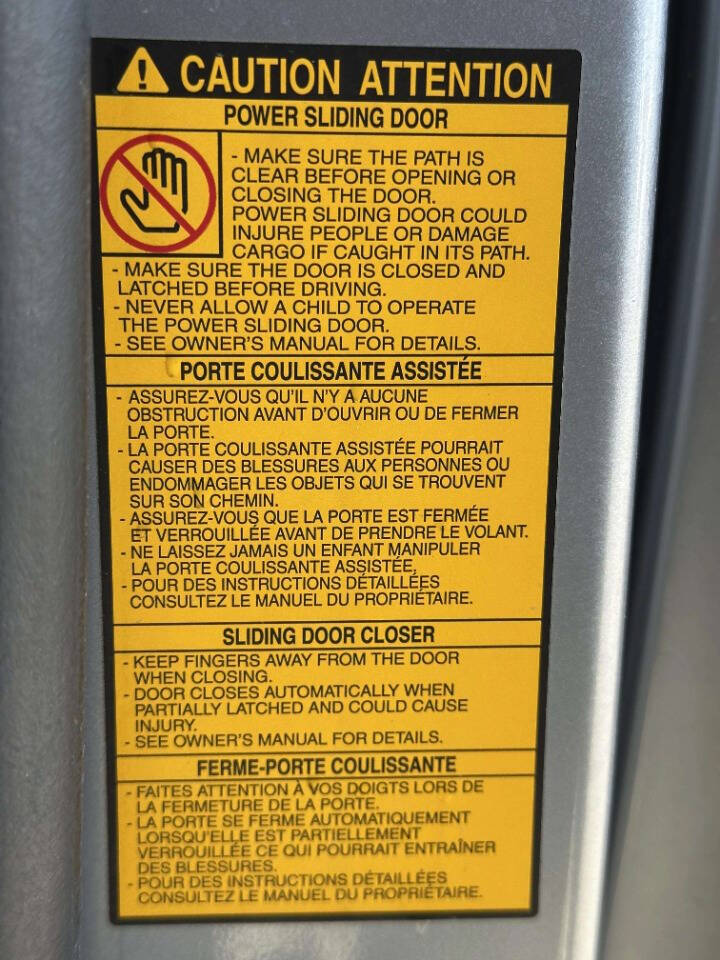 CAUTION ATTENTION
POWER SLIDING DOOR
- MAKE SURE THE PATH IS
CLEAR BEFORE OPENING OR
CLOSING THE DOOR.
POWER SLIDING DOOR COULD
INJURE PEOPLE OR DAMAGE
CARGO IF CAUGHT IN ITS PATH.
- MAKE SURE THE DOOR IS CLOSED AND
LATCHED BEFORE DRIVING.
- NEVER ALLOW A CHILD TO OPERATE
THE POWER SLIDING DOOR.
- SEE OWNER'S MANUAL FOR DETAILS.
PORTE COULISSANTE ASSISTÉE
- ASSUREZ-VOUS QU'IL N'Y A AUCUNE
OBSTRUCTION AVANT D'OUVRIR OU DE FERMER
LA PORTE.
- LA PORTE COULISSANTE ASSISTÉE POURRAIT
CAUSER DES BLESSURES AUX PERSONNES OU
ENDOMMAGER LES OBJETS QUI SE TROUVENT
SUR SON CHEMIN.
- ASSUREZ-VOUS QUE LA PORTE EST FERMÉE
ET VERROUILLÉE AVANT DE PRENDRE LE VOLANT.
- NE LAISSEZ JAMAIS UN ENFANT MANIPULER
LA PORTE COULISSANTE ASSISTÉE,
- POUR DES INSTRUCTIONS DÉTAILLÉES
CONSULTEZ LE MANUEL DU PROPRIÉTAIRE.
SLIDING DOOR CLOSER
- KEEP FINGERS AWAY FROM THE DOOR
WHEN CLOSING.
- DOOR CLOSES AUTOMATICALLY WHEN
PARTIALLY LATCHED AND COULD CAUSE
INJURY.
- SEE OWNER'S MANUAL FOR DETAILS.
FERME-PORTE COULISSANTE
- FAITES ATTENTION À VOS DOIGTS LORS DE
LA FERMETURE DE LA PORTE.
- LA PORTE SE FERME AUTOMATIQUEMENT
LORSQU'ELLE EST PARTIELLEMENT
VERROUILLÉE CE QUI POURRAIT ENTRAÎNER
DES BLESSURES.
- POUR DES INSTRUCTIONS DÉTAILLÉES
CONSULTEZ LE MANUEL DU PROPRIÉTAIRE.